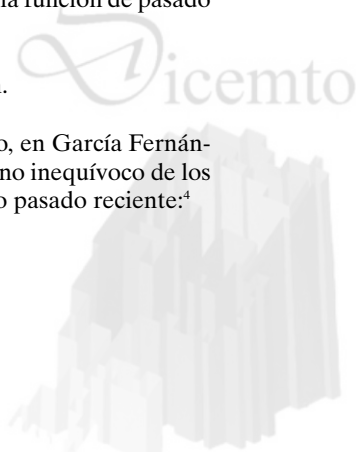 la función de pasado
Dicemto
n.
o, en García Fernán-
no inequívoco de los
o pasado reciente:⁴